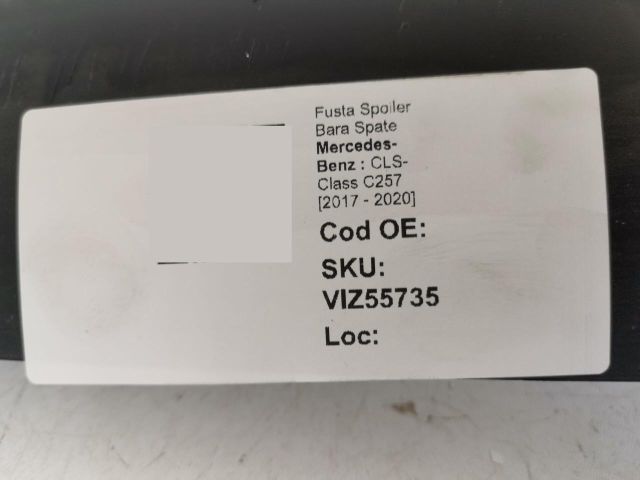 Fusta Spoiler
Bara Spate
Mercedes-
Benz : CLS-
Class C257
[2017 - 2020]
Cod OE:
SKU:
VIZ55735
Loc: